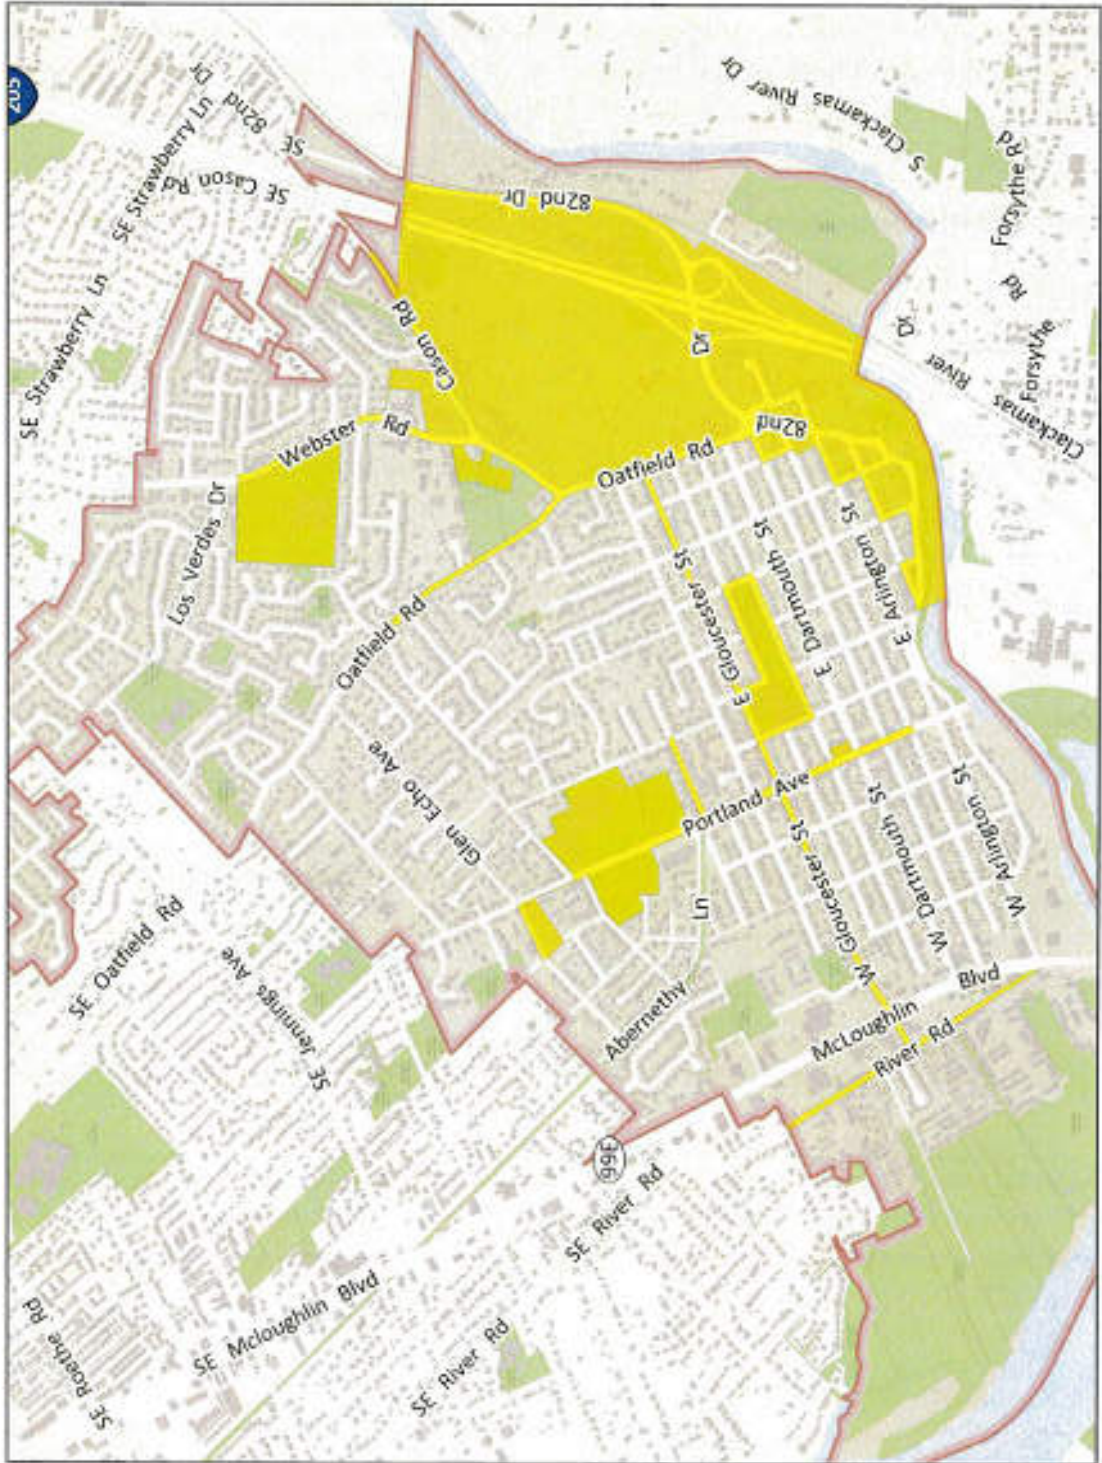 205
82nd Dr
SE
SE Strawberry Ln
SE Cason Rd
SE Strawberry Ln
S Clackamas River Dr
Forsythe Rd
Forsythe Rd
Clackamas River Dr
82nd Dr
Cason Rd
Dr
82nd
Webster Rd
Oatfield Rd
Los Verdes Dr
Oatfield Rd
E Gloucester St
E Dartmouth St
E Arlington St
Glen Echo Ave
Portland Ave
W Gloucester St
W Dartmouth St
W Arlington St
Abernethy Ln
McLoughlin Blvd
River Rd
SE Oatfield Rd
SE Jennings Ave
99E
SE River Rd
SE Mcloughlin Blvd
SE River Rd
SE Roethe Rd